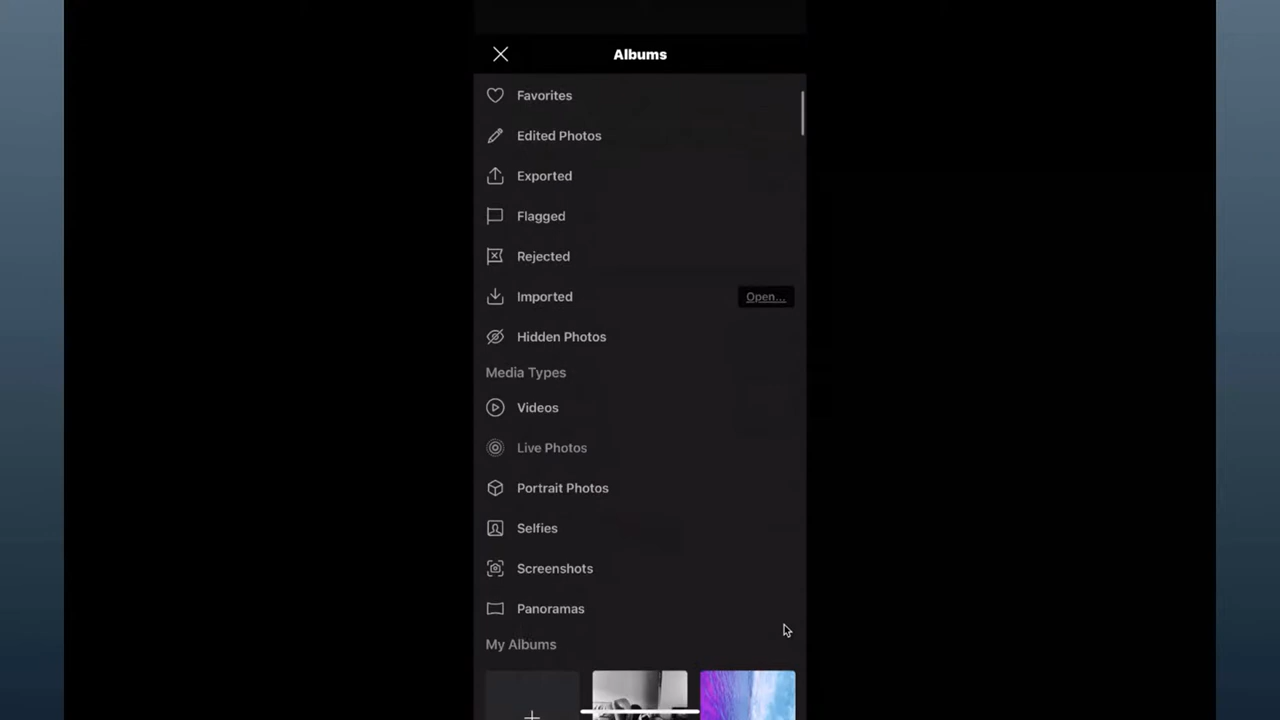 Albums
Favorites
Edited Photos
Exported
Flagged
Rejected
Imported
Open...
Hidden Photos
Media Types
Videos
Live Photos
Portrait Photos
Selfies
Screenshots
Panoramas
My Albums